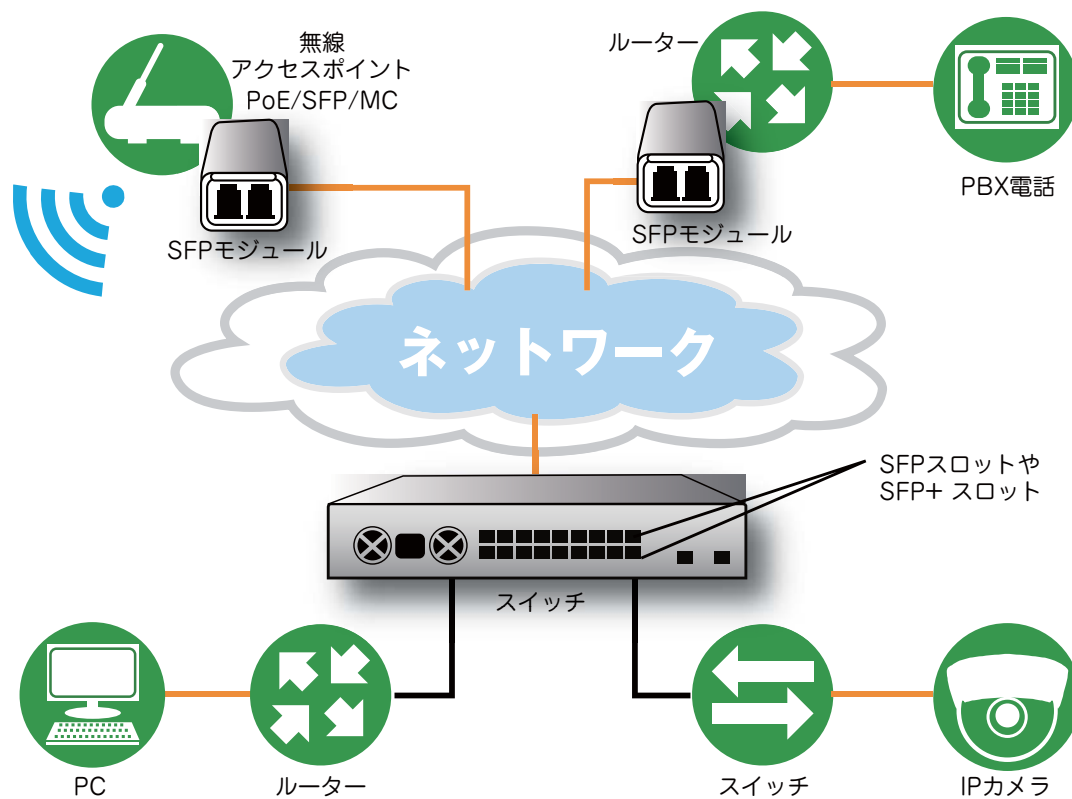 無線
アクセスポイント
PoE/SFP/MC
ルーター
PBX電話
SFPモジュール
SFPモジュール
ネットワーク
SFPスロットや
SFP+ スロット
スイッチ
PC
ルーター
スイッチ
IPカメラ